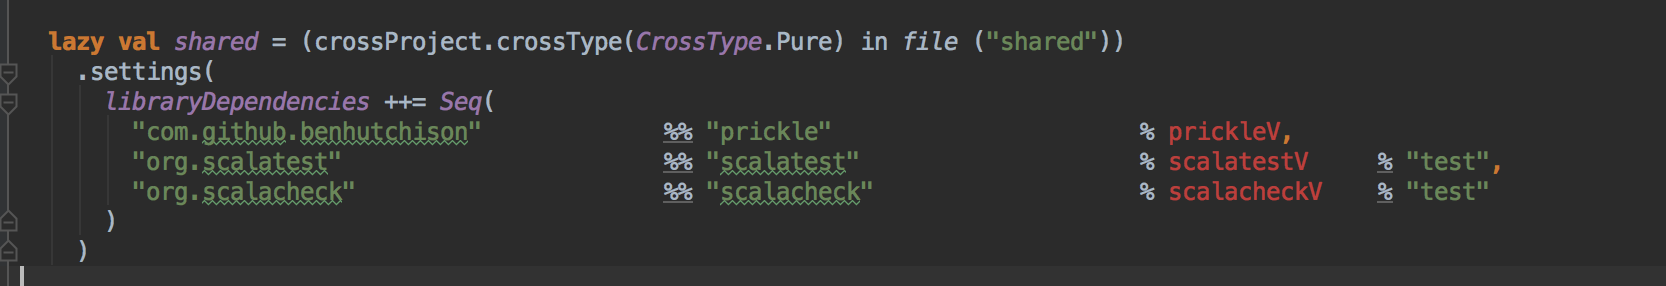 lazy val shared = (crossProject.crossType(CrossType.Pure) in file ("shared"))
  .settings(
    libraryDependencies ++= Seq(
      "com.github.benhutchison"             %% "prickle"                      % prickleV,
      "org.scalatest"                       %% "scalatest"                    % scalatestV     % "test",
      "org.scalacheck"                      %% "scalacheck"                   % scalacheckV    % "test"
    )
  )